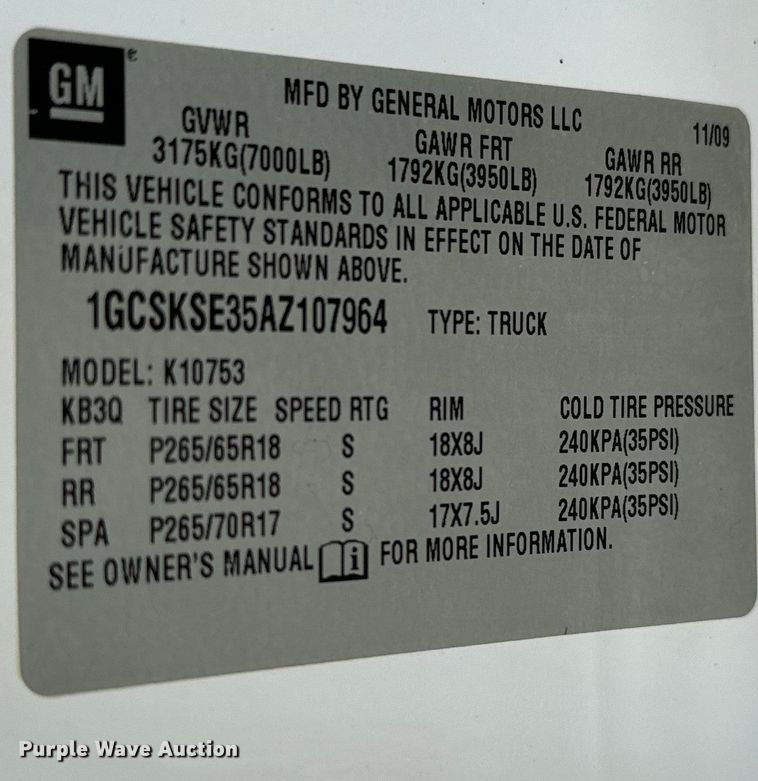 GM
MFD BY GENERAL MOTORS LLC
11/09
GVWR GAWR FRT GAWR RR
3175KG(7000LB) 1792KG(3950LB) 1792KG(3950LB)
THIS VEHICLE CONFORMS TO ALL APPLICABLE U.S. FEDERAL MOTOR
VEHICLE SAFETY STANDARDS IN EFFECT ON THE DATE OF
MANUFACTURE SHOWN ABOVE.
1GCSKSE35AZ107964 TYPE: TRUCK
MODEL: K10753
KB3Q TIRE SIZE SPEED RTG RIM COLD TIRE PRESSURE
FRT P265/65R18 S 18X8J 240KPA(35PSI)
RR P265/65R18 S 18X8J 240KPA(35PSI)
SPA P265/70R17 S 17X7.5J 240KPA(35PSI)
SEE OWNER'S MANUAL i FOR MORE INFORMATION.
Purple Wave Auction